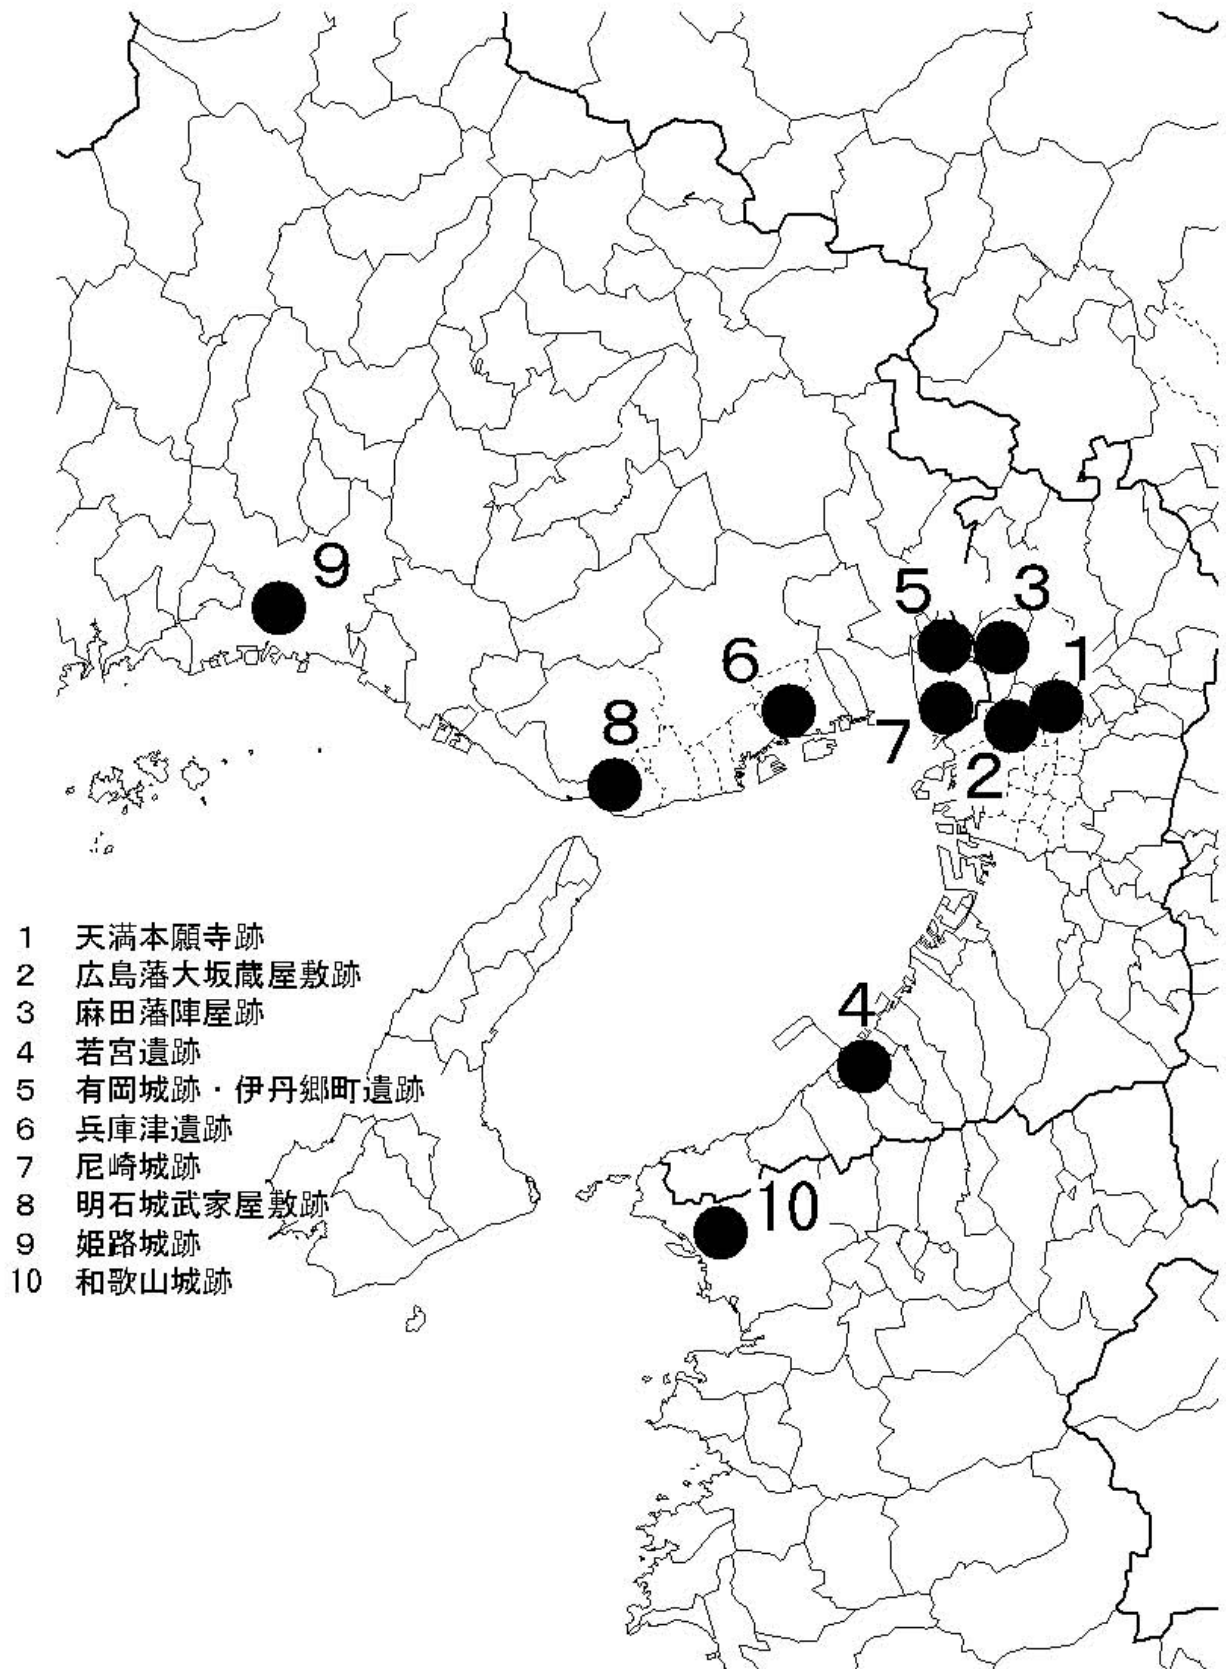 9
5
3
6
1
8
7
2
4
10
1 天満本願寺跡
2 広島藩大坂蔵屋敷跡
3 麻田藩陣屋跡
4 若宮遺跡
5 有岡城跡・伊丹郷町遺跡
6 兵庫津遺跡
7 尼崎城跡
8 明石城武家屋敷跡
9 姫路城跡
10 和歌山城跡